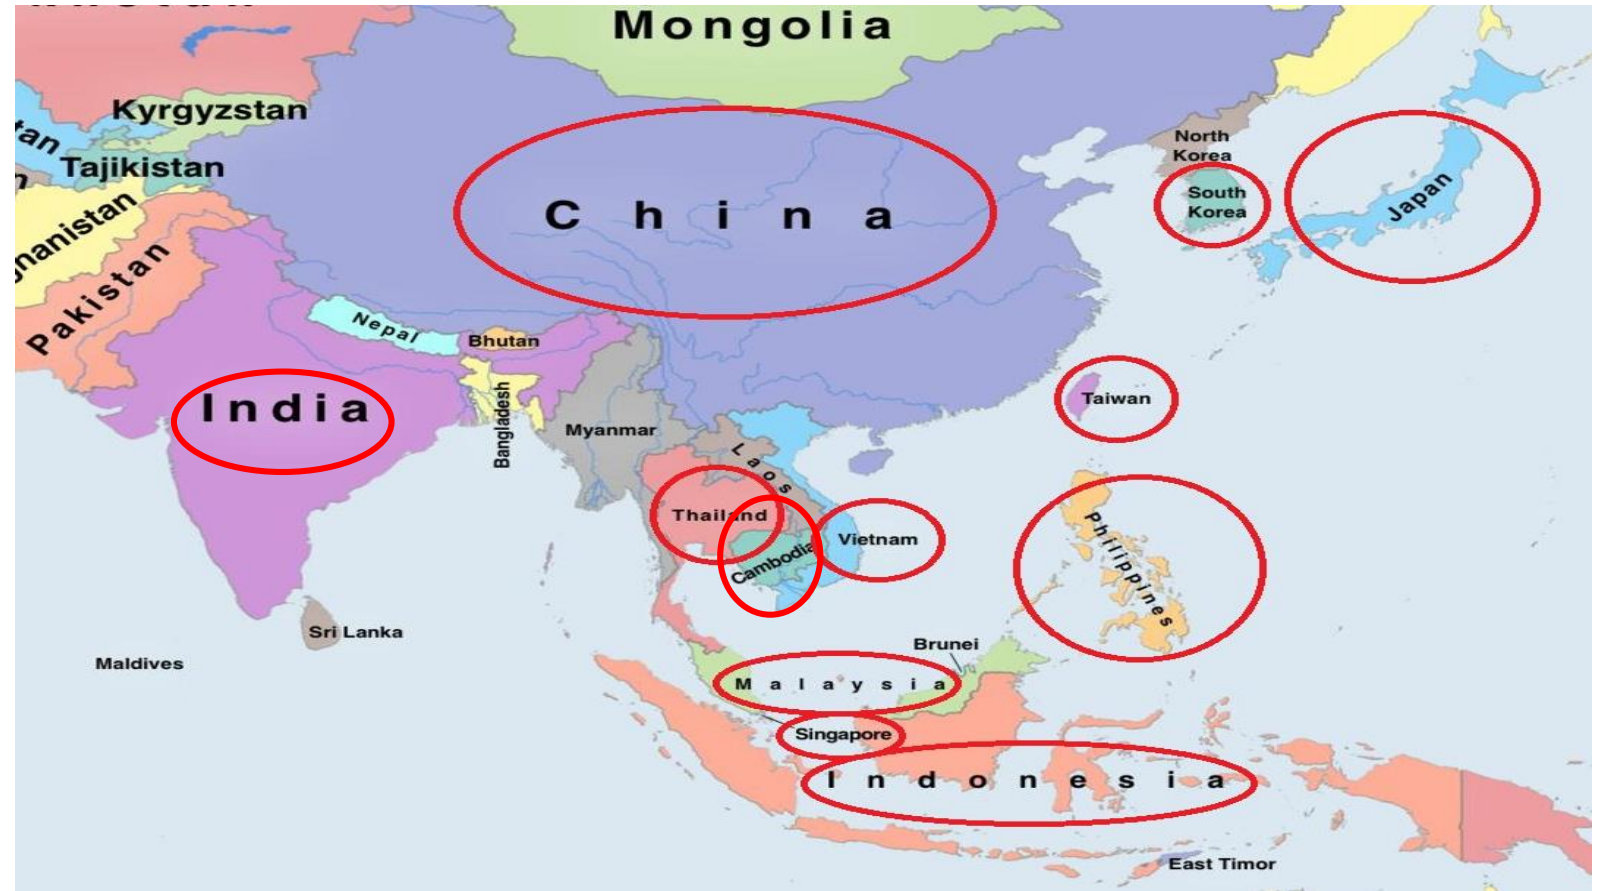 Mongolia
Kyrgyzstan
Tajikistan
North
Korea
South
Korea
Japan
China
Pakistan
Nepal
Bhutan
India
Bangladesh
Myanmar
Laos
Taiwan
Thailand
Vietnam
Cambodia
Philippines
Sri Lanka
Maldives
Brunei
Malaysia
Singapore
Indonesia
East Timor